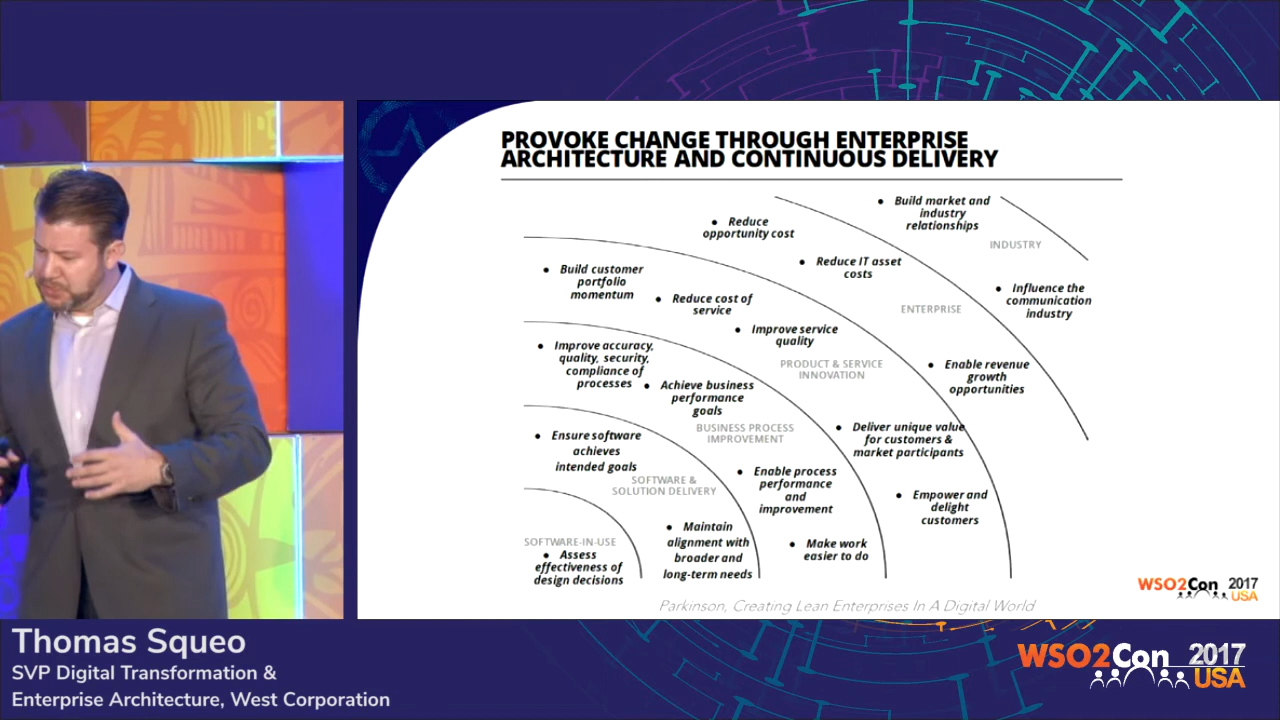 PROVOKE CHANGE THROUGH ENTERPRISE
ARCHITECTURE AND CONTINUOUS DELIVERY
• Build market and
industry
relationships
INDUSTRY
• Influence the
communication
industry
• Reduce
opportunity cost
• Reduce IT asset
costs
ENTERPRISE
• Enable revenue
growth
opportunities
• Build customer
portfolio
momentum
• Reduce cost of
service
• Improve service
quality
PRODUCT & SERVICE
INNOVATION
• Deliver unique value
for customers &
market participants
• Empower and
delight
customers
• Improve accuracy,
quality, security,
compliance of
processes
• Achieve business
performance
goals
BUSINESS PROCESS
IMPROVEMENT
• Enable process
performance
and
improvement
• Make work
easier to do
• Ensure software
achieves
intended goals
SOFTWARE &
SOLUTION DELIVERY
• Maintain
alignment with
broader and
long-term needs
SOFTWARE-IN-USE
• Assess
effectiveness of
design decisions
Parkinson, Creating Lean Enterprises In A Digital World
WSO2Con 2017
USA
Thomas Squeo
SVP Digital Transformation &
Enterprise Architecture, West Corporation
WSO2Con 2017
USA